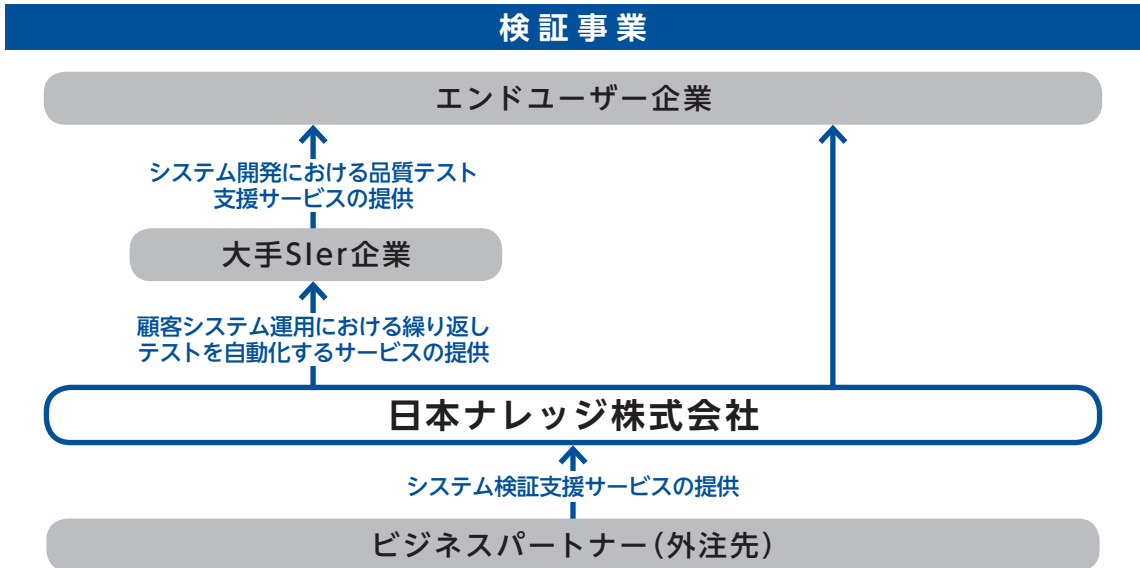 検証事業
エンドユーザー企業
システム開発における品質テスト
支援サービスの提供
大手SIer企業
顧客システム運用における繰り返し
テストを自動化するサービスの提供
日本ナレッジ株式会社
システム検証支援サービスの提供
ビジネスパートナー(外注先)